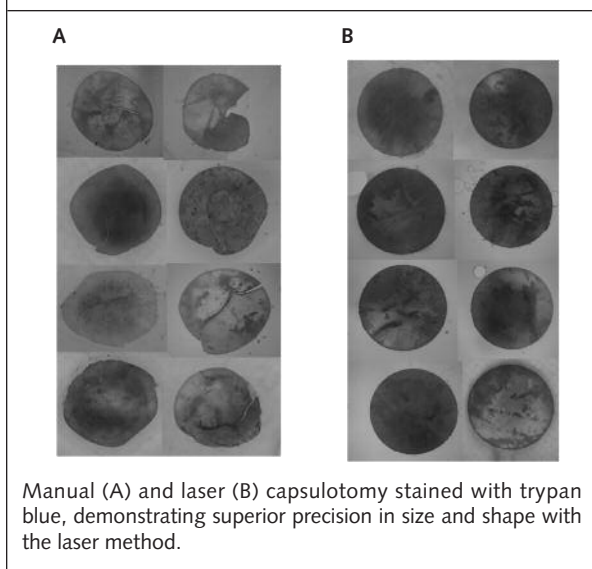 A
B
Manual (A) and laser (B) capsulotomy stained with trypan
blue, demonstrating superior precision in size and shape with
the laser method.